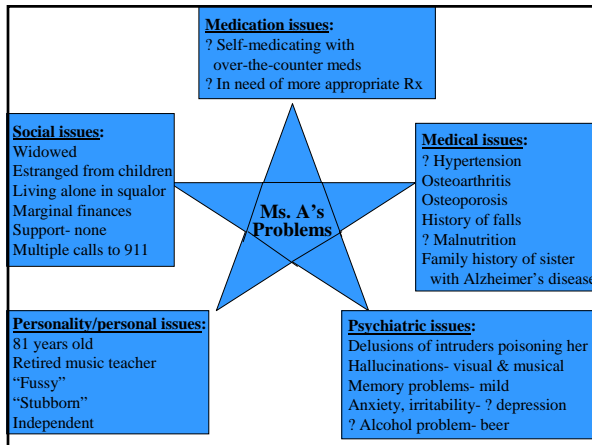 Medication issues:
? Self-medicating with
over-the-counter meds
? In need of more appropriate Rx
Social issues:
Widowed
Estranged from children
Living alone in squalor
Marginal finances
Support- none
Multiple calls to 911
Medical issues:
? Hypertension
Osteoarthritis
Osteoporosis
History of falls
? Malnutrition
Family history of sister
with Alzheimer's disease
Ms. A's
Problems
Personality/personal issues:
81 years old
Retired music teacher
“Fussy”
“Stubborn”
Independent
Psychiatric issues:
Delusions of intruders poisoning her
Hallucinations- visual & musical
Memory problems- mild
Anxiety, irritability- ? depression
? Alcohol problem- beer